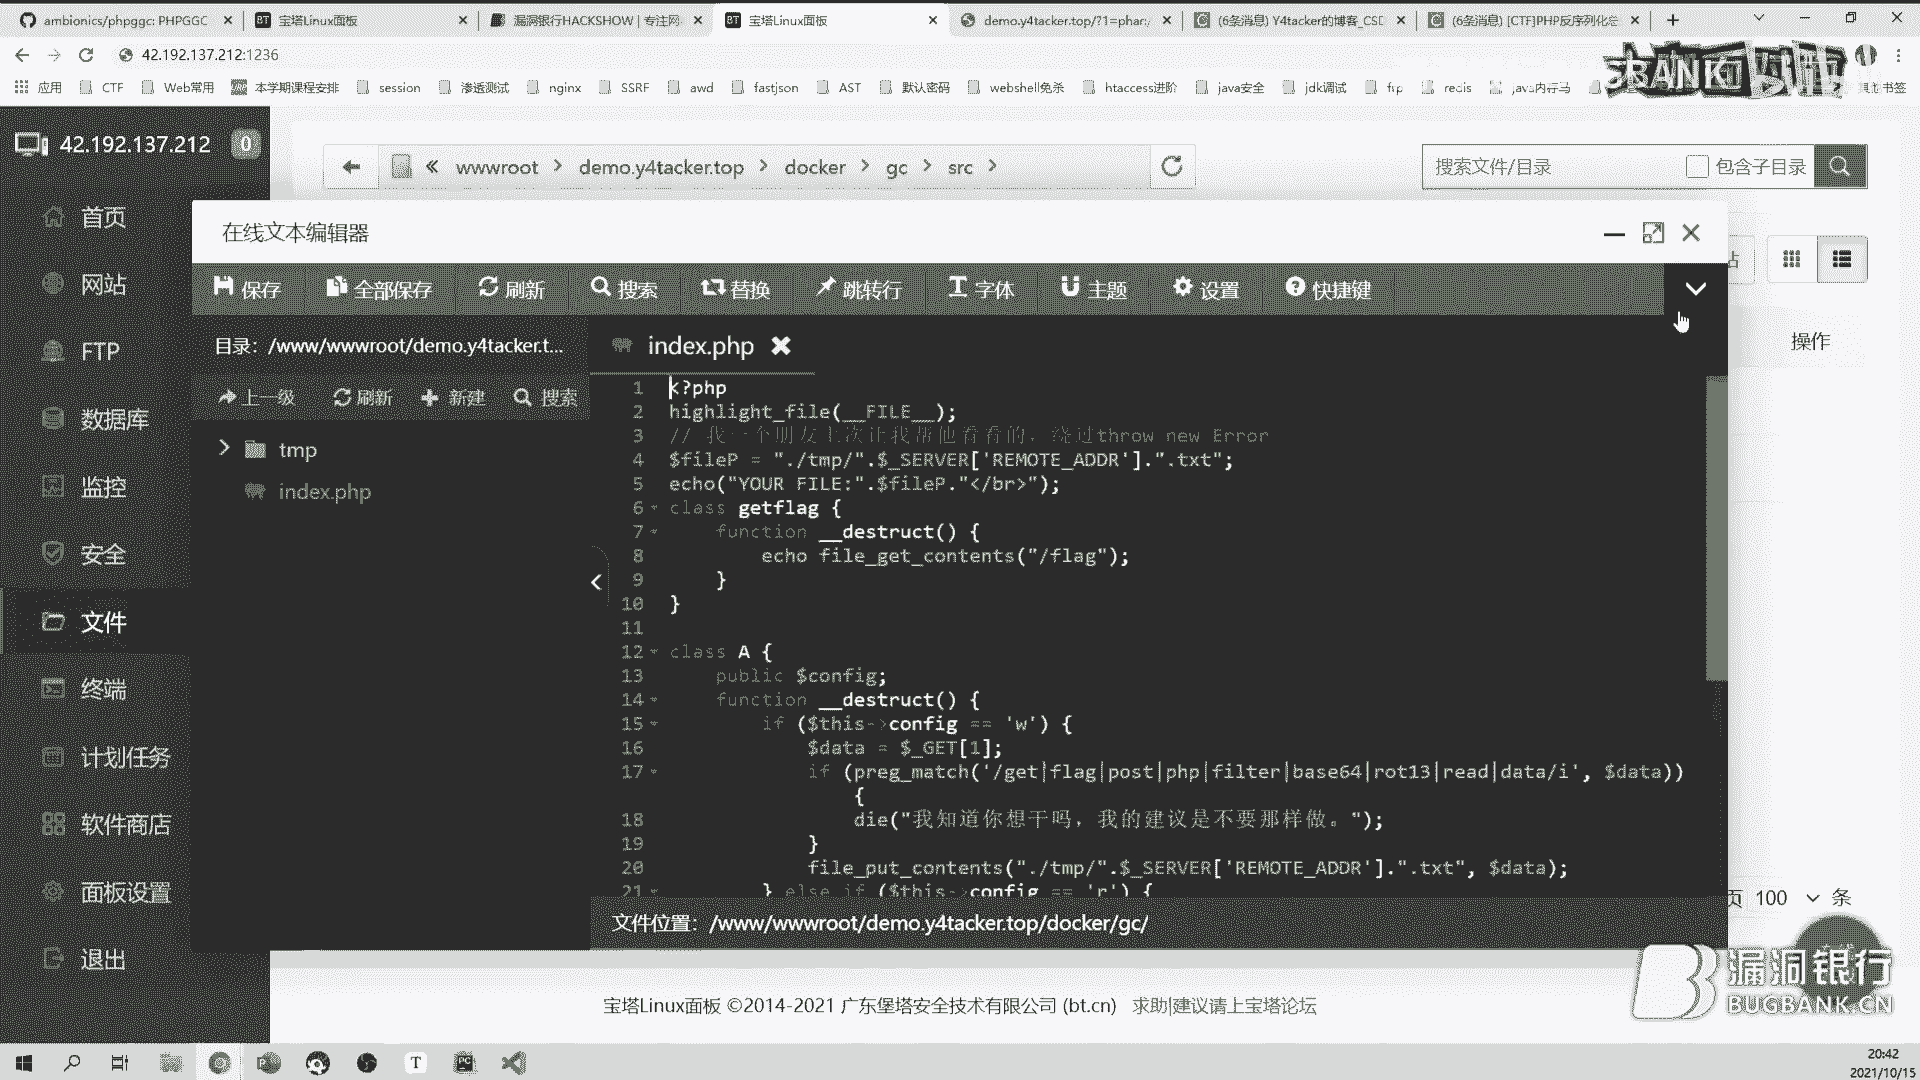 ambionics/phpggc: PHPGGC
宝塔Linux面板
漏洞银行HACKSHOW | 专注网
宝塔Linux面板
demo.y4tacker.top/?1=phar:/
(6条消息) Y4tacker的博客_CSD
(6条消息) [CTF]PHP反序列化总
42.192.137.212:1236
应用 CTF Web常用 本学期课程安排 session 渗透测试 nginx SSRF awd fastjson AST 默认密码 webshell免杀 htaccess进阶 java安全 jdk调试 frp redis java内存马 书签
42.192.137.212 0
wwwroot > demo.y4tacker.top > docker > gc > src >
搜索文件/目录 包含子目录
首页
网站
FTP
数据库
监控
安全
文件
终端
计划任务
软件商店
面板设置
退出
在线文本编辑器
保存 全部保存 刷新 搜索 替换 跳转行 字体 主题 设置 快捷键
操作
目录：/www/wwwroot/demo.y4tacker.t...
index.php
上一级 刷新 新建 搜索
tmp
index.php
1 <?php
2 highlight_file(__FILE__);
3 // 我一个朋友上次让我帮他看看的，绕过throw new Error
4 $fileP = "./tmp/".$_SERVER['REMOTE_ADDR'].".txt";
5 echo("YOUR FILE:".$fileP."</br>");
6 class getflag {
7 function __destruct() {
8 echo file_get_contents("/flag");
9 }
10 }
11
12 class A {
13 public $config;
14 function __destruct() {
15 if ($this->config == 'w') {
16 $data = $_GET[1];
17 if (preg_match('/get|flag|post|php|filter|base64|rot13|read|data/i', $data))
{
18 die("我知道你想干吗，我的建议是不要那样做。");
19 }
20 file_put_contents("./tmp/".$_SERVER['REMOTE_ADDR'].".txt", $data);
21 } else if ($this->config == 'r') {
文件位置：/www/wwwroot/demo.y4tacker.top/docker/gc/
页 100 条
宝塔Linux面板 ©2014-2021 广东堡塔安全技术有限公司 (bt.cn) 求助|建议请上宝塔论坛
漏洞银行
BUGBANK.CN
20:42
2021/10/15